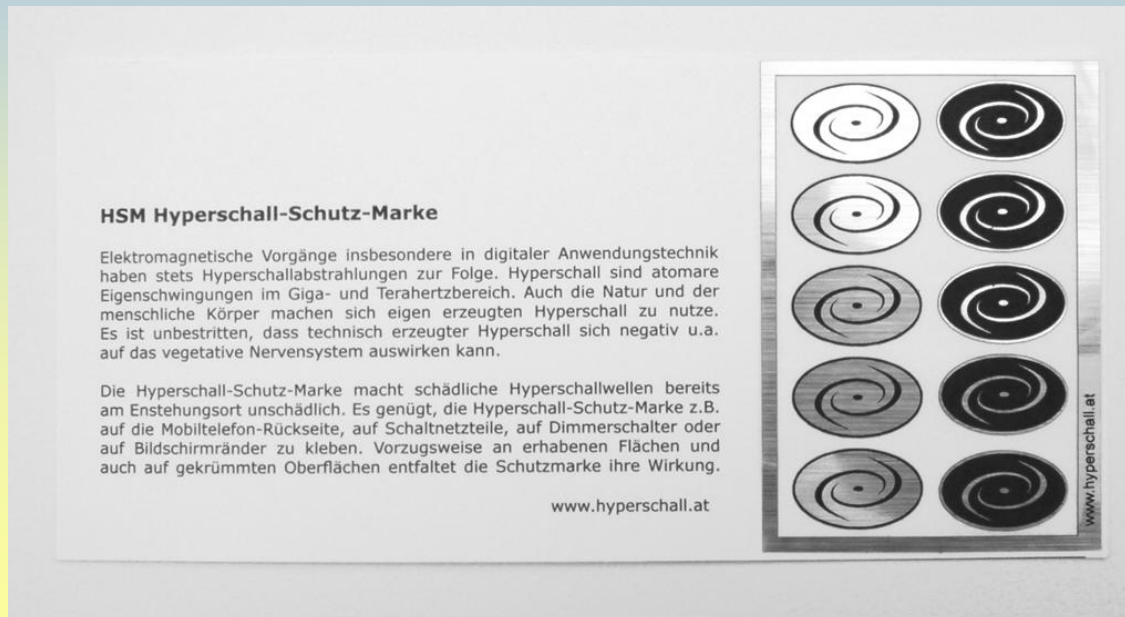 HSM Hyperschall-Schutz-Marke
Elektromagnetische Vorgänge insbesondere in digitaler Anwendungstechnik
haben stets Hyperschallabstrahlungen zur Folge. Hyperschall sind atomare
Eigenschwingungen im Giga- und Terahertzbereich. Auch die Natur und der
menschliche Körper machen sich eigen erzeugten Hyperschall zu nutze.
Es ist unbestritten, dass technisch erzeugter Hyperschall sich negativ u.a.
auf das vegetative Nervensystem auswirken kann.
Die Hyperschall-Schutz-Marke macht schädliche Hyperschallwellen bereits
am Enstehungsort unschädlich. Es genügt, die Hyperschall-Schutz-Marke z.B.
auf die Mobiltelefon-Rückseite, auf Schaltnetzteile, auf Dimmerschalter oder
auf Bildschirmränder zu kleben. Vorzugsweise an erhabenen Flächen und
auch auf gekrümmten Oberflächen entfaltet die Schutzmarke ihre Wirkung.
www.hyperschall.at
www.hyperschall.at